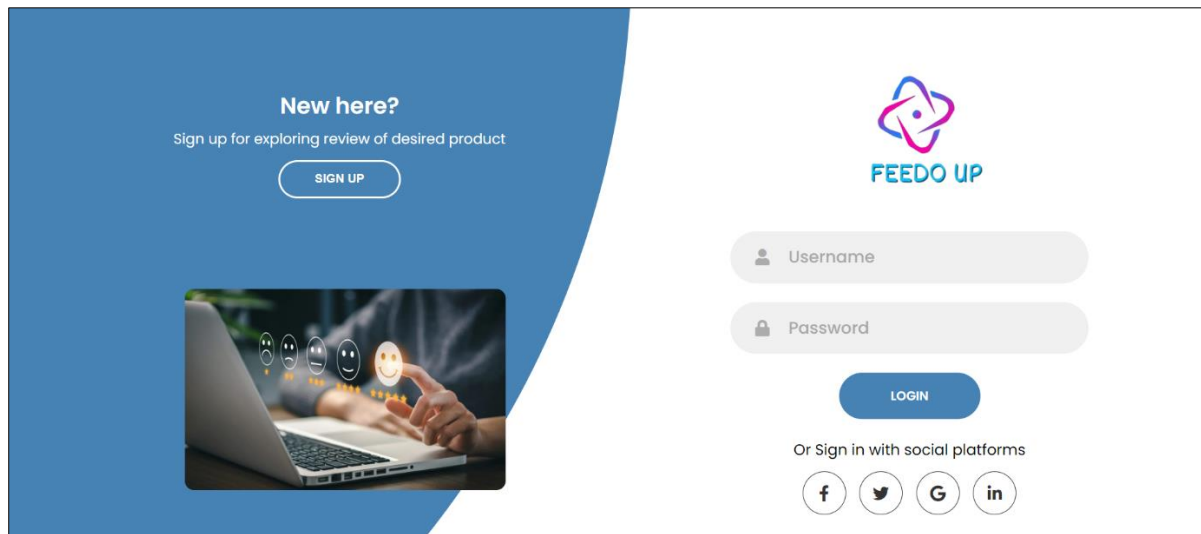 New here?
Sign up for exploring review of desired product
SIGN UP
FEEDO UP
Username
Password
LOGIN
Or Sign in with social platforms
f
G
in